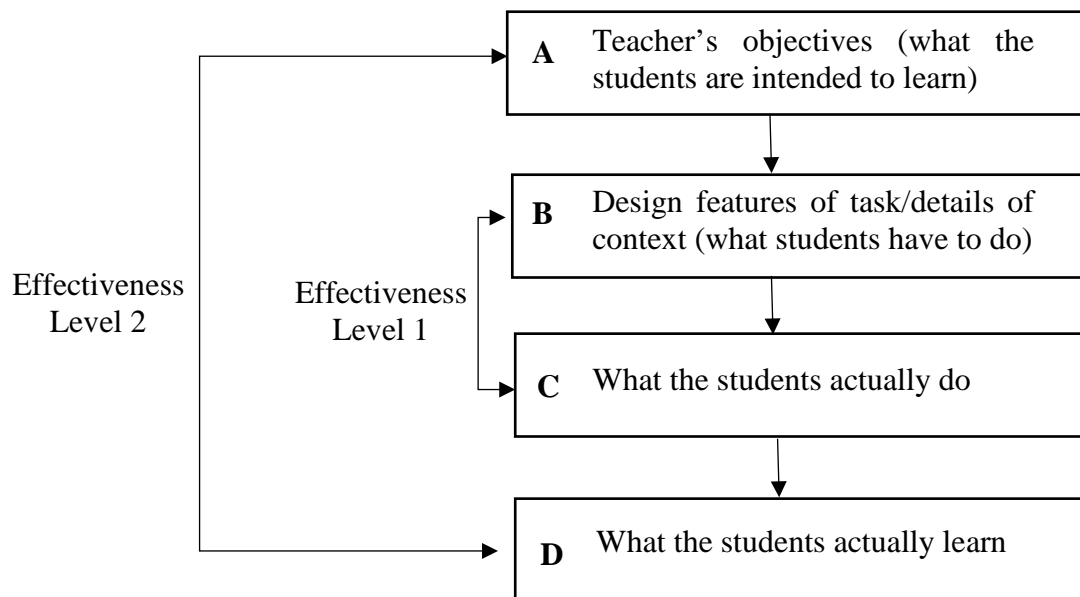 A Teacher’s objectives (what the
students are intended to learn)
B Design features of task/details of
context (what students have to do)
Effectiveness
Level 2
Effectiveness
Level 1
C What the students actually do
D What the students actually learn